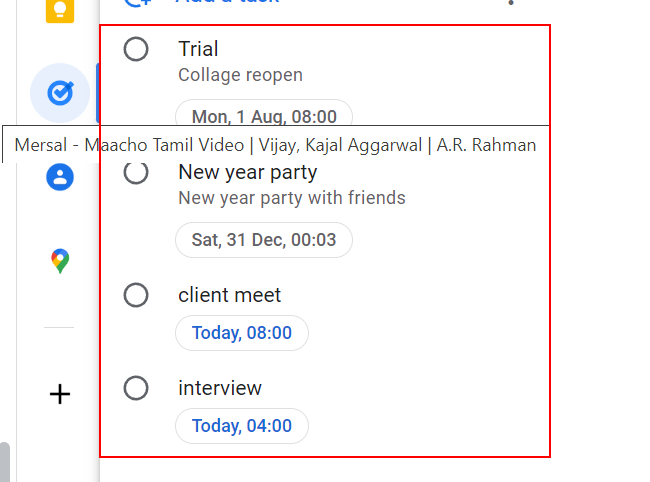 Add a task
Trial
Collage reopen
Mon, 1 Aug, 08:00
Mersal - Maacho Tamil Video | Vijay, Kajal Aggarwal | A.R. Rahman
New year party
New year party with friends
Sat, 31 Dec, 00:03
client meet
Today, 08:00
interview
Today, 04:00